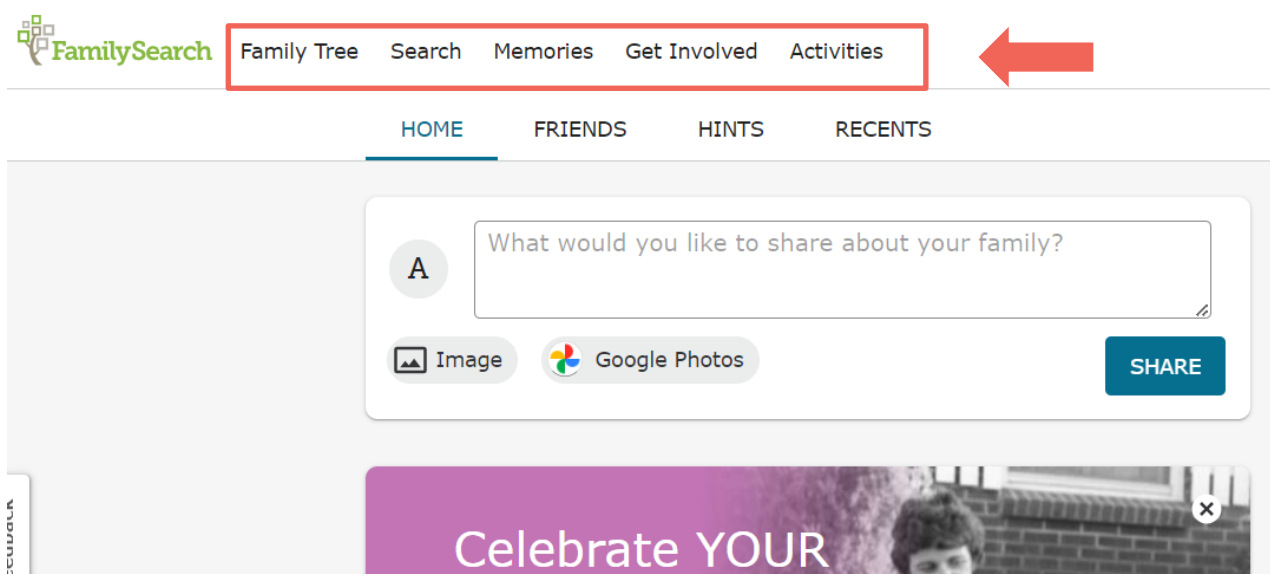 FamilySearch Family Tree Search Memories Get Involved Activities
HOME FRIENDS HINTS RECENTS
A What would you like to share about your family?
Image Google Photos SHARE
Celebrate YOUR